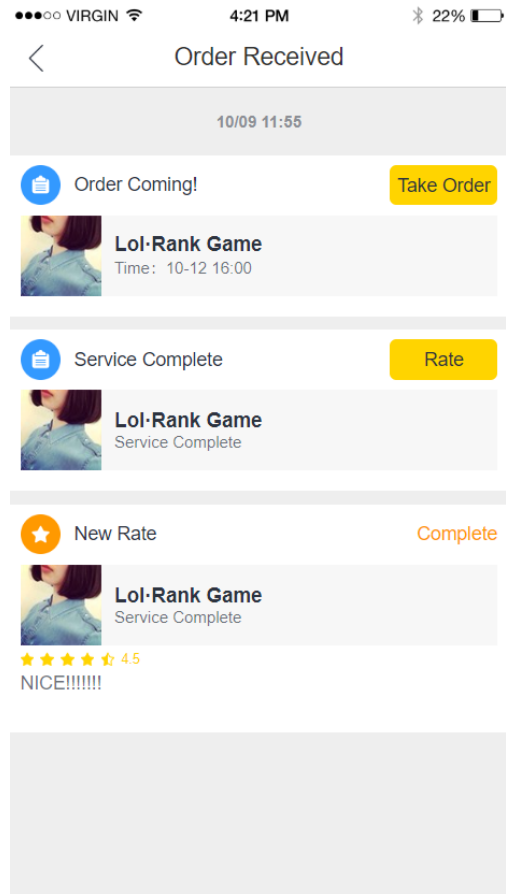 VIRGIN 4:21 PM 22%
Order Received
10/09 11:55
Order Coming! Take Order
Lol·Rank Game
Time：10-12 16:00
Service Complete Rate
Lol·Rank Game
Service Complete
New Rate Complete
Lol·Rank Game
Service Complete
4.5
NICE!!!!!!!